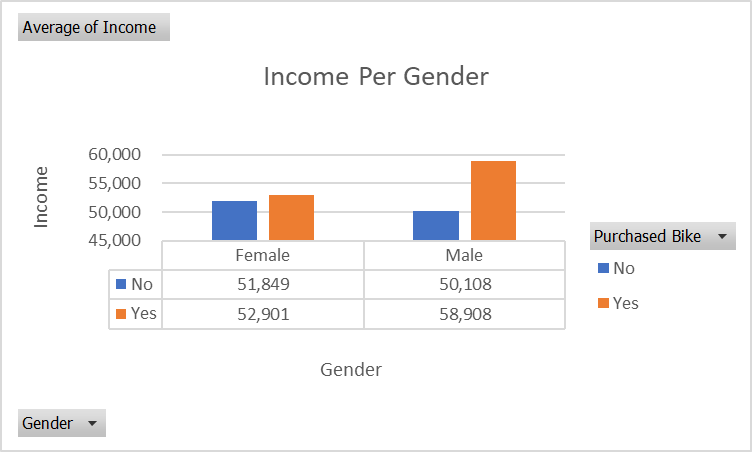 Average of Income
Income Per Gender
Income
60,000
55,000
50,000
45,000
Female Male
No 51,849 50,108
Yes 52,901 58,908
Gender
Purchased Bike
No
Yes
Gender